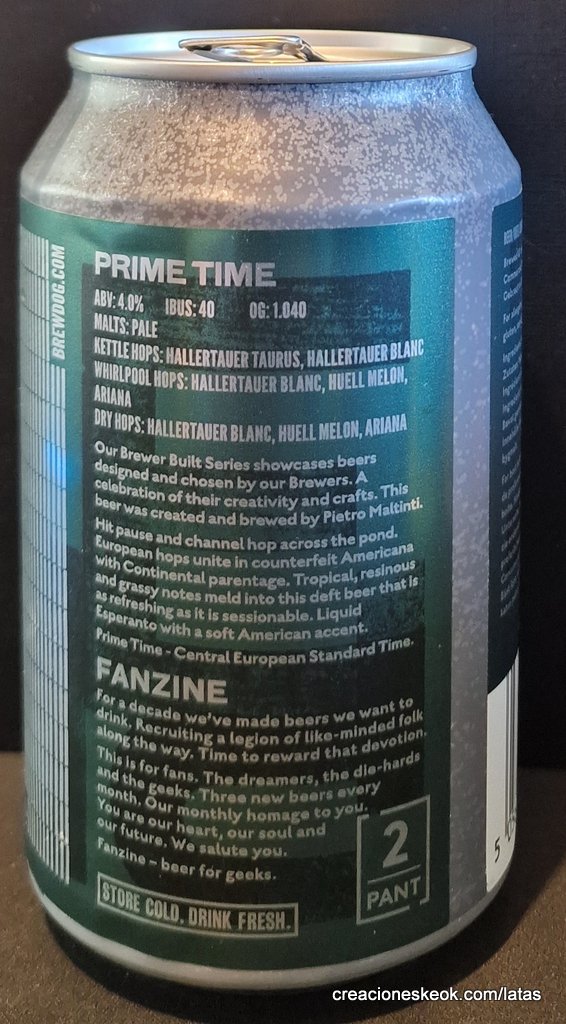 BREWDOG.COM
PRIME TIME
ABV: 4.0% IBUS: 40 OG: 1.040
MALTS: PALE
KETTLE HOPS: HALLERTAUER TAURUS, HALLERTAUER BLANC
WHIRLPOOL HOPS: HALLERTAUER BLANC, HUELL MELON,
ARIANA
DRY HOPS: HALLERTAUER BLANC, HUELL MELON, ARIANA
Our Brewer Built Series showcases beers
designed and chosen by our Brewers. A
celebration of their creativity and crafts. This
beer was created and brewed by Pietro Maltinti.
Hit pause and channel hop across the pond.
European hops unite in counterfeit Americana
with Continental parentage. Tropical, resinous
and grassy notes meld into this deft beer that is
as refreshing as it is sessionable. Liquid
Esperanto with a soft American accent.
Prime Time - Central European Standard Time.
FANZINE
For a decade we've made beers we want to
drink, Recruiting a legion of like-minded folk
along the way. Time to reward that devotion.
This is for fans. The dreamers, the die-hards
and the geeks. Three new beers every
month. Our monthly homage to you.
You are our heart, our soul and
our future. We salute you.
Fanzine – beer for geeks.
STORE COLD. DRINK FRESH.
2
PANT
5
creacioneskeok.com/latas